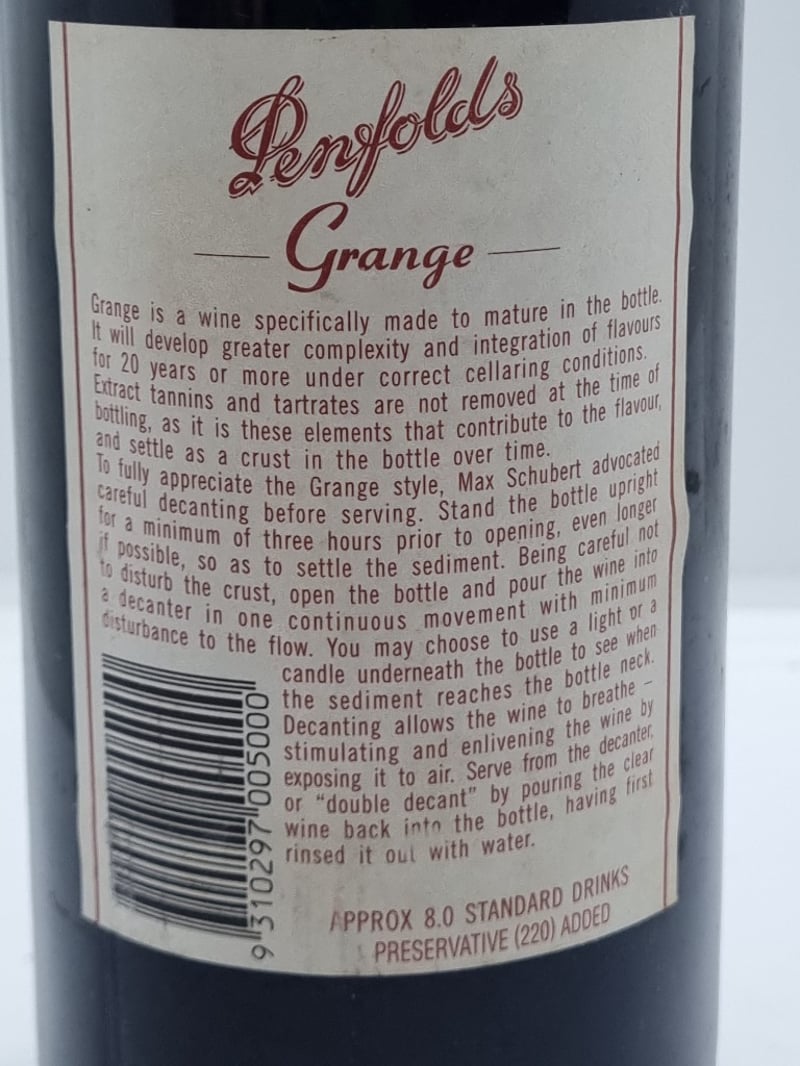 Penfolds
Grange
Grange is a wine specifically made to mature in the bottle.
It will develop greater complexity and integration of flavours
for 20 years or more under correct cellaring conditions.
Extract tannins and tartrates are not removed at the time of
bottling, as it is these elements that contribute to the flavour,
and settle as a crust in the bottle over time.
To fully appreciate the Grange style, Max Schubert advocated
careful decanting before serving. Stand the bottle upright
for a minimum of three hours prior to opening, even longer
if possible, so as to settle the sediment. Being careful not
to disturb the crust, open the bottle and pour the wine into
a decanter in one continuous movement with minimum
disturbance to the flow. You may choose to use a light or a
candle underneath the bottle to see when
the sediment reaches the bottle neck.
Decanting allows the wine to breathe –
stimulating and enlivening the wine by
exposing it to air. Serve from the decanter,
or “double decant” by pouring the clear
wine back into the bottle, having first
rinsed it out with water.
9 310297 005000
APPROX 8.0 STANDARD DRINKS
PRESERVATIVE (220) ADDED